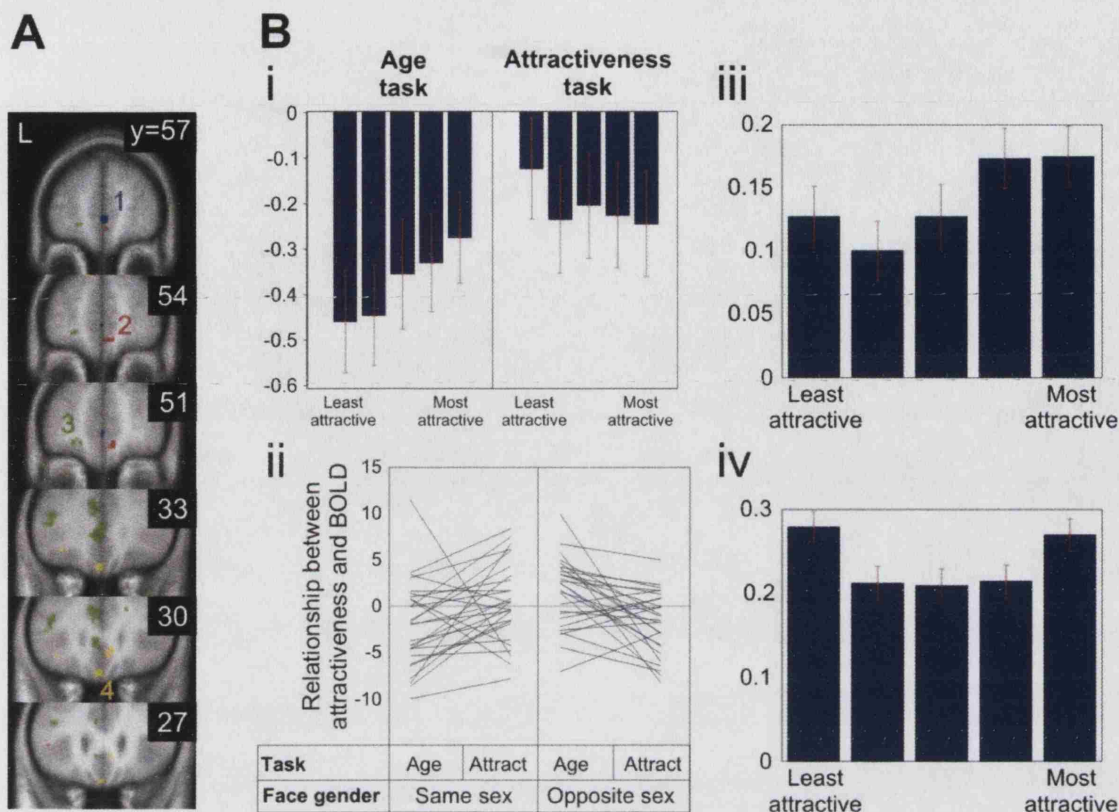 A
L
y=57
1
54
2
51
3
33
30
4
27
B
i
Age
task
Attractiveness
task
0
-0.1
-0.2
-0.3
-0.4
-0.5
-0.6
Least
attractive
Most
attractive
Least
attractive
Most
attractive
ii
Relationship between
attractiveness and BOLD
15
10
5
0
-5
-10
Task
Age
Attract
Age
Attract
Face gender
Same sex
Opposite sex
iii
0.2
0.15
0.1
0.05
0
Least
attractive
Most
attractive
iv
0.3
0.2
0.1
0
Least
attractive
Most
attractive